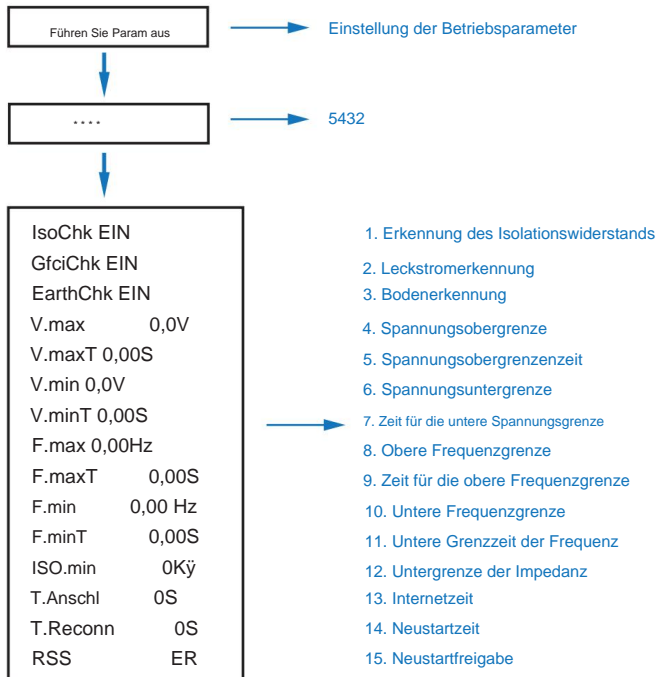 Führen Sie Param aus
Einstellung der Betriebsparameter
****
5432
IsoChk EIN
GfciChk EIN
EarthChk EIN
V.max 0,0V
V.maxT 0,00S
V.min 0,0V
V.minT 0,00S
F.max 0,00Hz
F.maxT 0,00S
F.min 0,00 Hz
F.minT 0,00S
ISO.min 0Kÿ
T.Anschl 0S
T.Reconn 0S
RSS ER
1. Erkennung des Isolationswiderstands
2. Leckstromerkennung
3. Bodenerkennung
4. Spannungsobergrenze
5. Spannungsobergrenzenzeit
6. Spannungsuntergrenze
7. Zeit für die untere Spannungsgrenze
8. Obere Frequenzgrenze
9. Zeit für die obere Frequenzgrenze
10. Untere Frequenzgrenze
11. Untere Grenzzeit der Frequenz
12. Untergrenze der Impedanz
13. Internetzeit
14. Neustartzeit
15. Neustartfreigabe